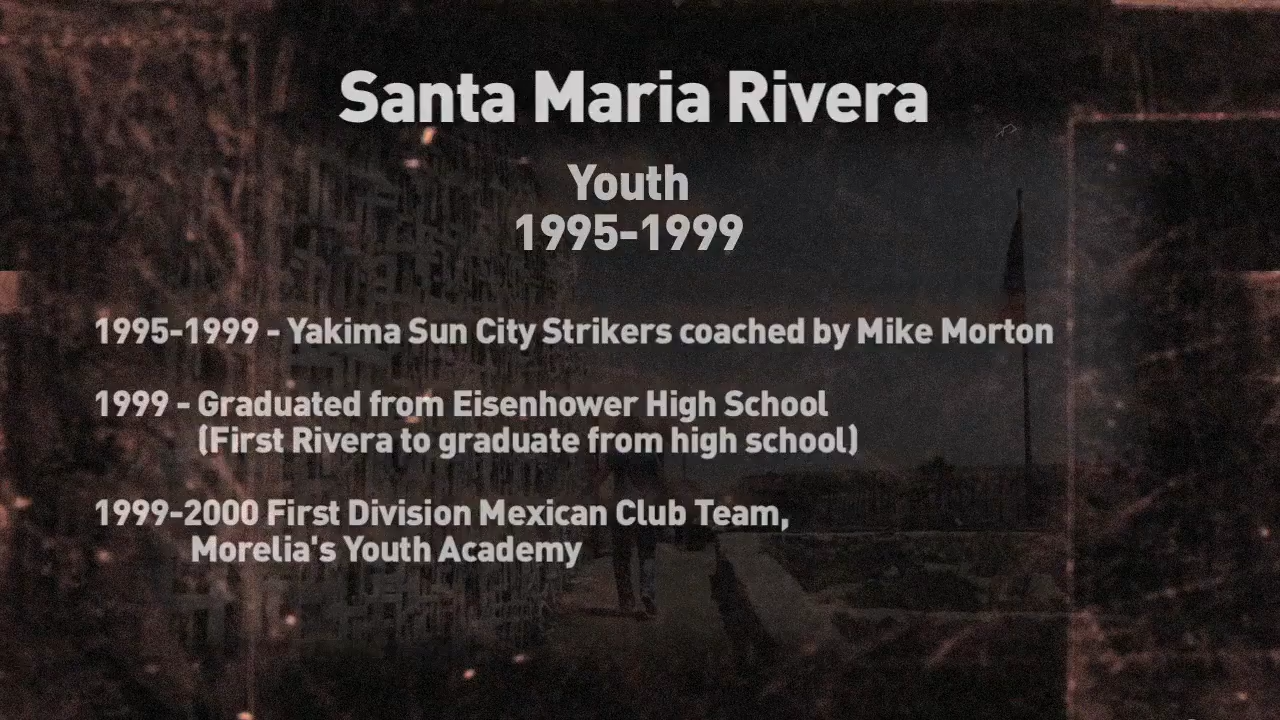 Santa Maria Rivera
Youth
1995-1999
1995-1999 - Yakima Sun City Strikers coached by Mike Morton
1999 - Graduated from Eisenhower High School
(First Rivera to graduate from high school)
1999-2000 First Division Mexican Club Team,
Morelia's Youth Academy